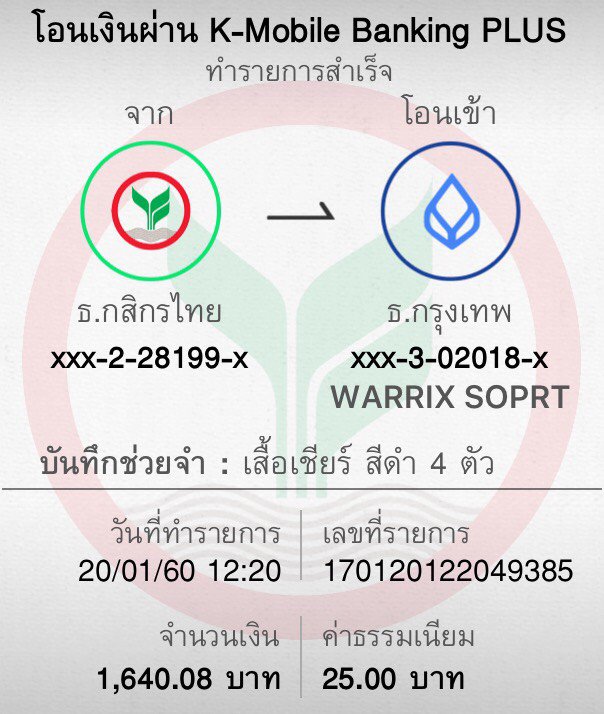 โอนเงินผ่าน K-Mobile Banking PLUS
ทำรายการสำเร็จ
จาก
โอนเข้า
ธ.กสิกรไทย
ธ.กรุงเทพ
xxx-2-28199-x
xxx-3-02018-x
WARRIX SOPRT
บันทึกช่วยจำ : เสื้อเชียร์ สีดำ 4 ตัว
วันที่ทำรายการ
เลขที่รายการ
20/01/60 12:20
170120122049385
จำนวนเงิน
ค่าธรรมเนียม
1,640.08 บาท
25.00 บาท